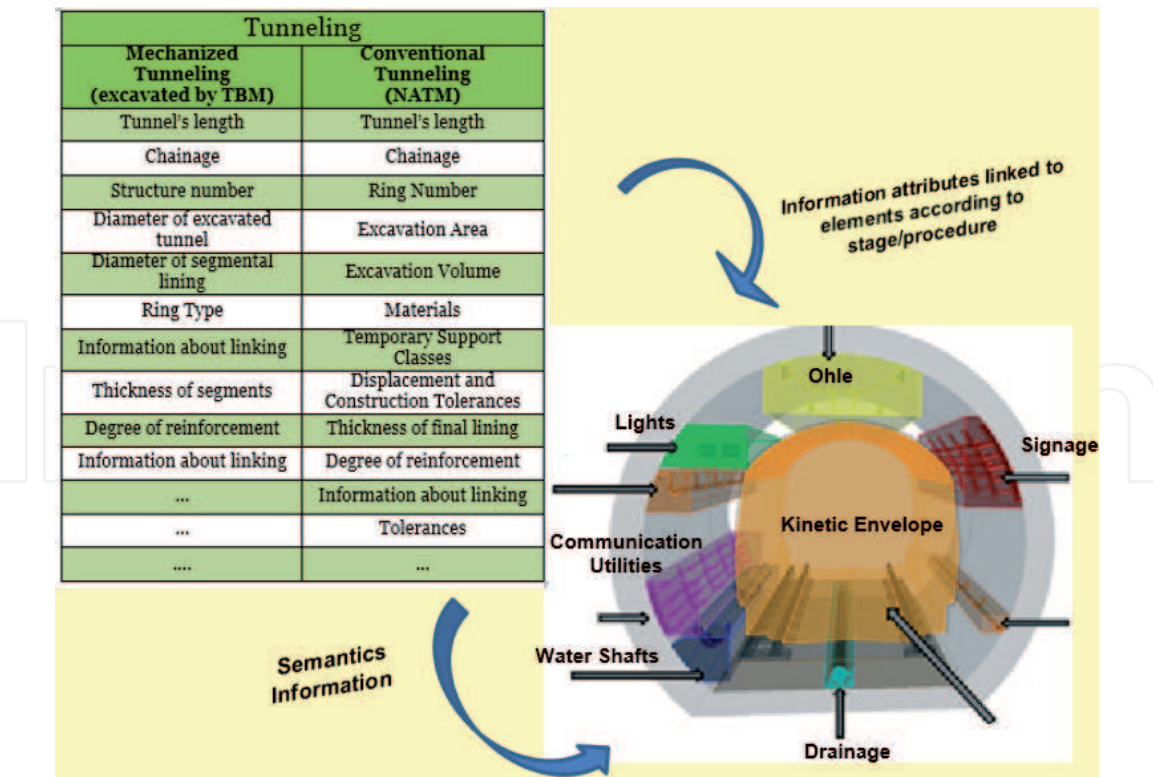 Tunneling
Mechanized
Tunneling
(excavated by TBM)
Conventional
Tunneling
(NATM)
Tunnel's length
Tunnel's length
Chainage
Chainage
Structure number
Ring Number
Diameter of excavated
tunnel
Excavation Area
Diameter of segmental
lining
Excavation Volume
Ring Type
Materials
Information about linking
Temporary Support
Classes
Thickness of segments
Displacement and
Construction Tolerances
Degree of reinforcement
Thickness of final lining
Information about linking
Degree of reinforcement
...
Information about linking
...
Tolerances
....
...
Information attributes linked to
elements according to
stage/procedure
Ohle
Lights
Signage
Kinetic Envelope
Communication
Utilities
Water Shafts
Drainage
Semantics
Information